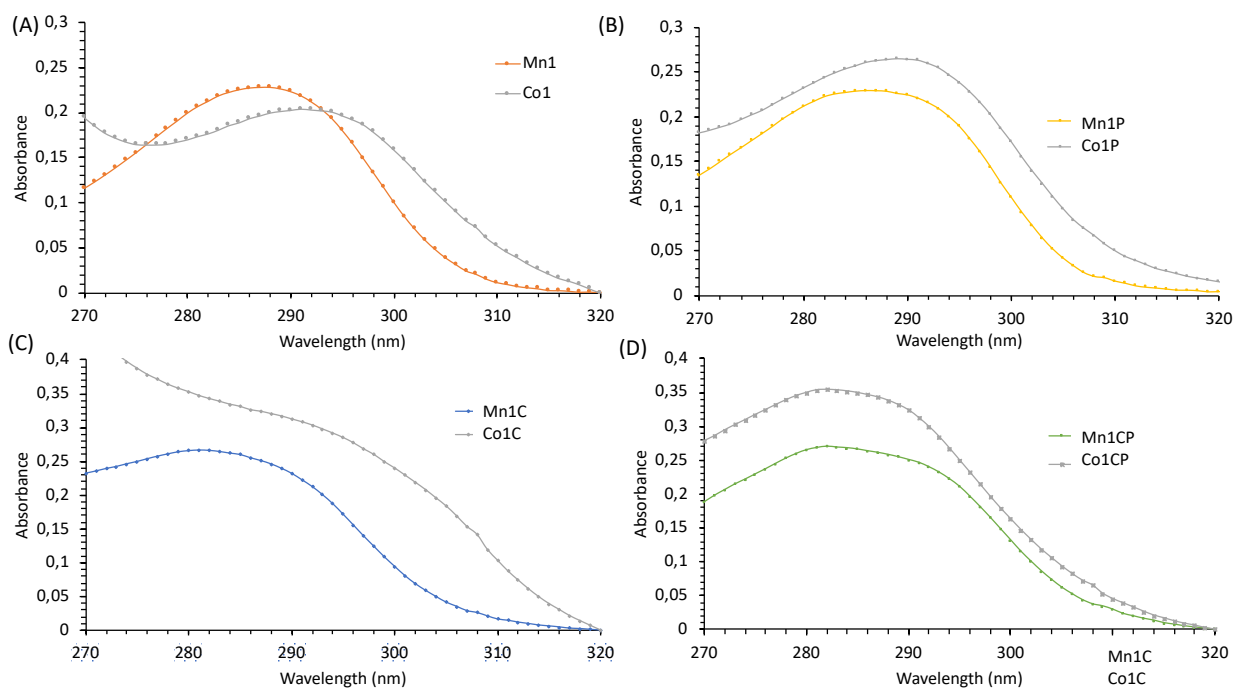 (A)
0,3
0,25
0,2
0,15
0,1
0,05
0
Absorbance
Mn1
Co1
270 280 290 300 310 320
Wavelength (nm)
(B)
0,3
0,25
0,2
0,15
0,1
0,05
0
Absorbance
Mn1P
Co1P
270 280 290 300 310 320
Wavelength (nm)
(C)
0,4
0,35
0,3
0,25
0,2
0,15
0,1
0,05
0
Absorbance
Mn1C
Co1C
270 280 290 300 310 320
Wavelength (nm)
(D)
0,4
0,35
0,3
0,25
0,2
0,15
0,1
0,05
0
Absorbance
Mn1CP
Co1CP
270 280 290 300 310 320
Wavelength (nm)
Mn1C
Co1C